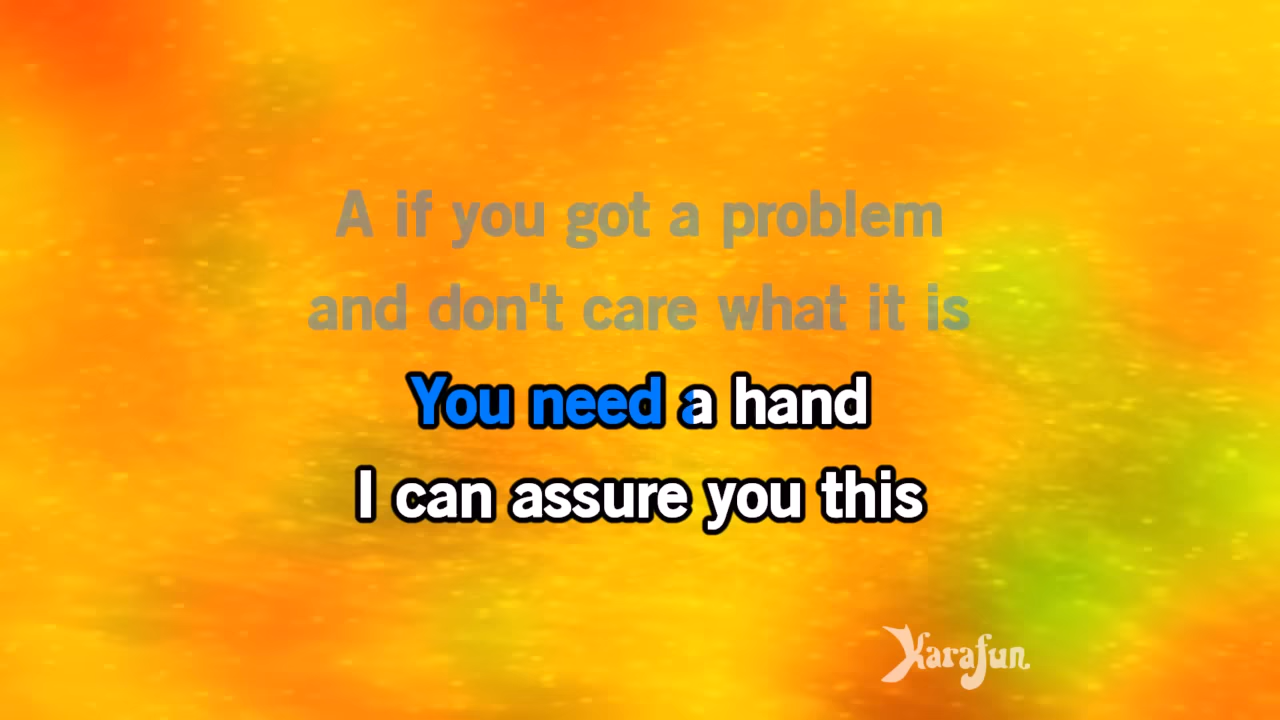 A if you got a problem
and don't care what it is
You need a hand
I can assure you this
Karafun